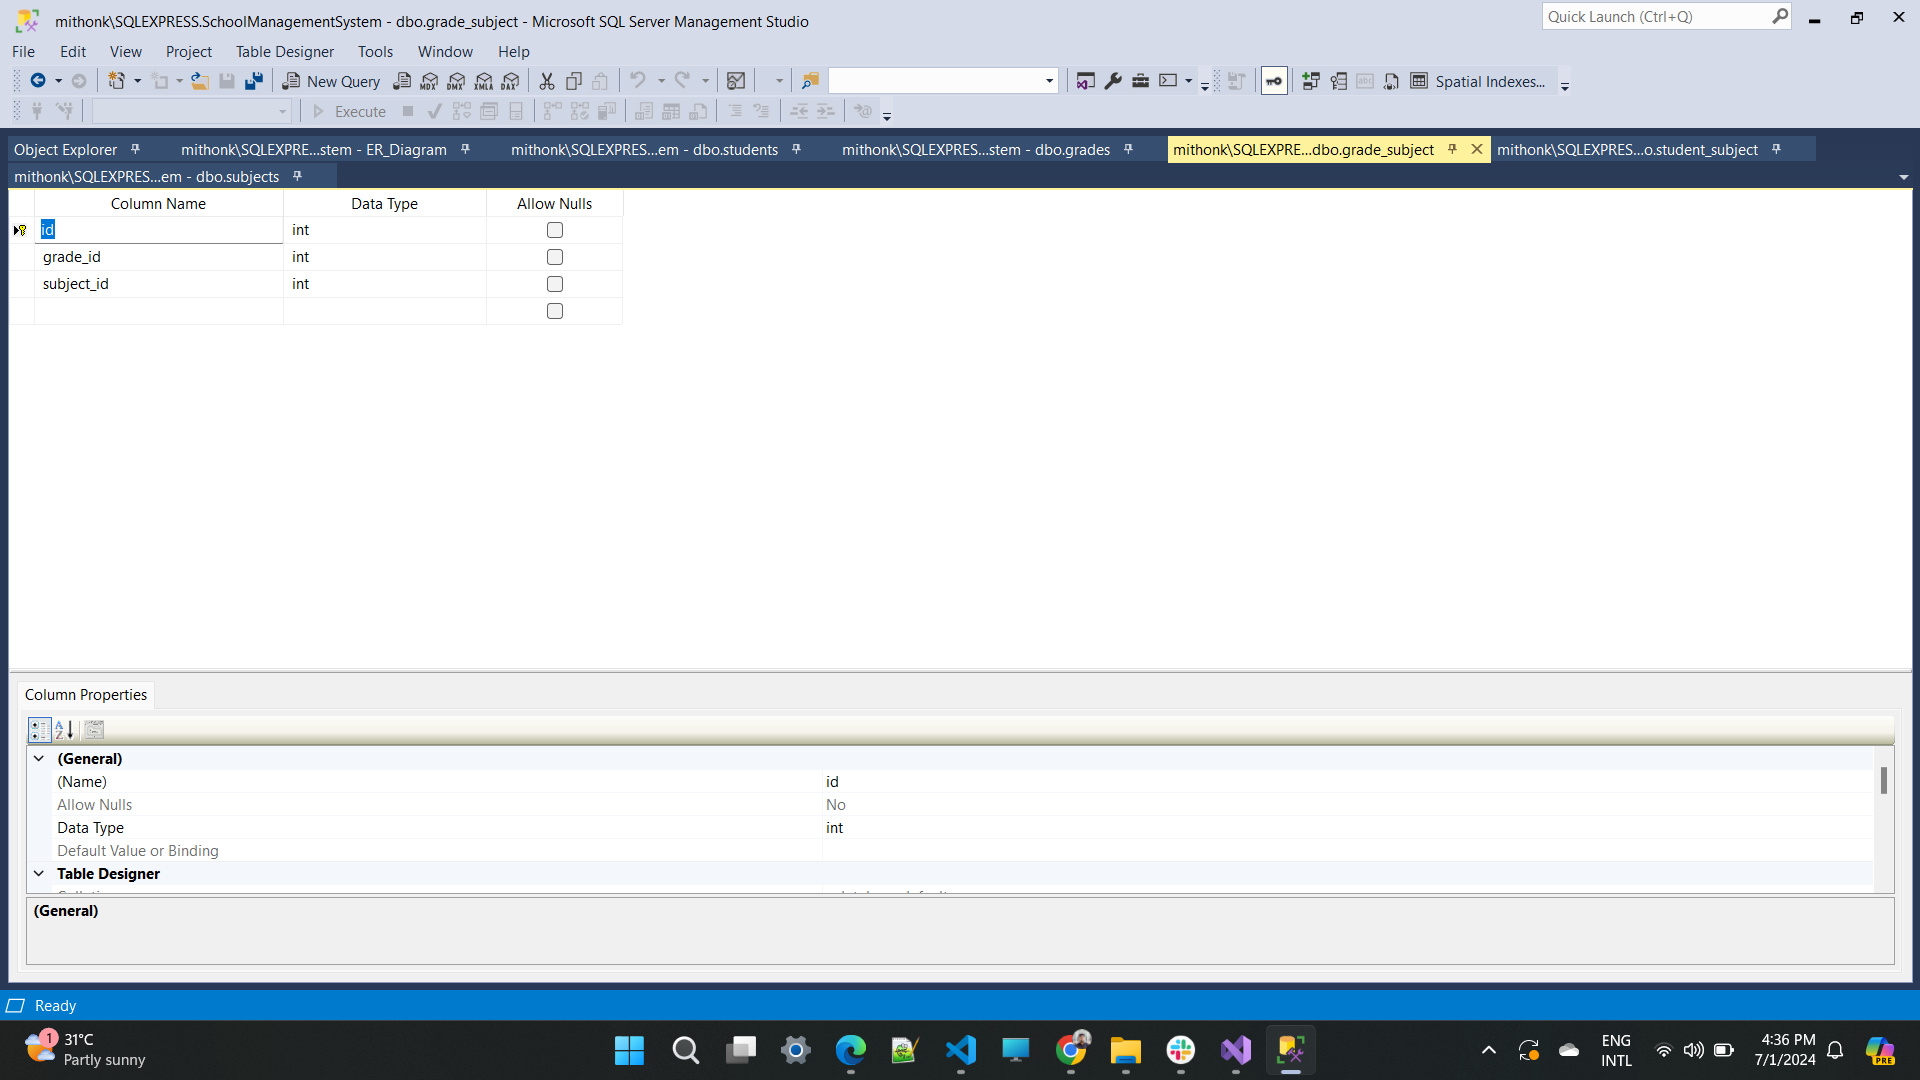 mithonk\SQLEXPRESS.SchoolManagementSystem - dbo.grade_subject - Microsoft SQL Server Management Studio
Quick Launch (Ctrl+Q)
File Edit View Project Table Designer Tools Window Help
New Query MDX DMX XMLA DAX Spatial Indexes...
Execute
Object Explorer mithonk\SQLEXPRE...stem - ER_Diagram mithonk\SQLEXPRES...em - dbo.students mithonk\SQLEXPRES...stem - dbo.grades mithonk\SQLEXPRE...dbo.grade_subject mithonk\SQLEXPRES...o.student_subject
mithonk\SQLEXPRES...em - dbo.subjects
Column Name Data Type Allow Nulls
id int
grade_id int
subject_id int
Column Properties
(General)
(Name) id
Allow Nulls No
Data Type int
Default Value or Binding
Table Designer
(General)
Ready
1 31°C
Partly sunny
ENG
INTL
4:36 PM
7/1/2024
PRE